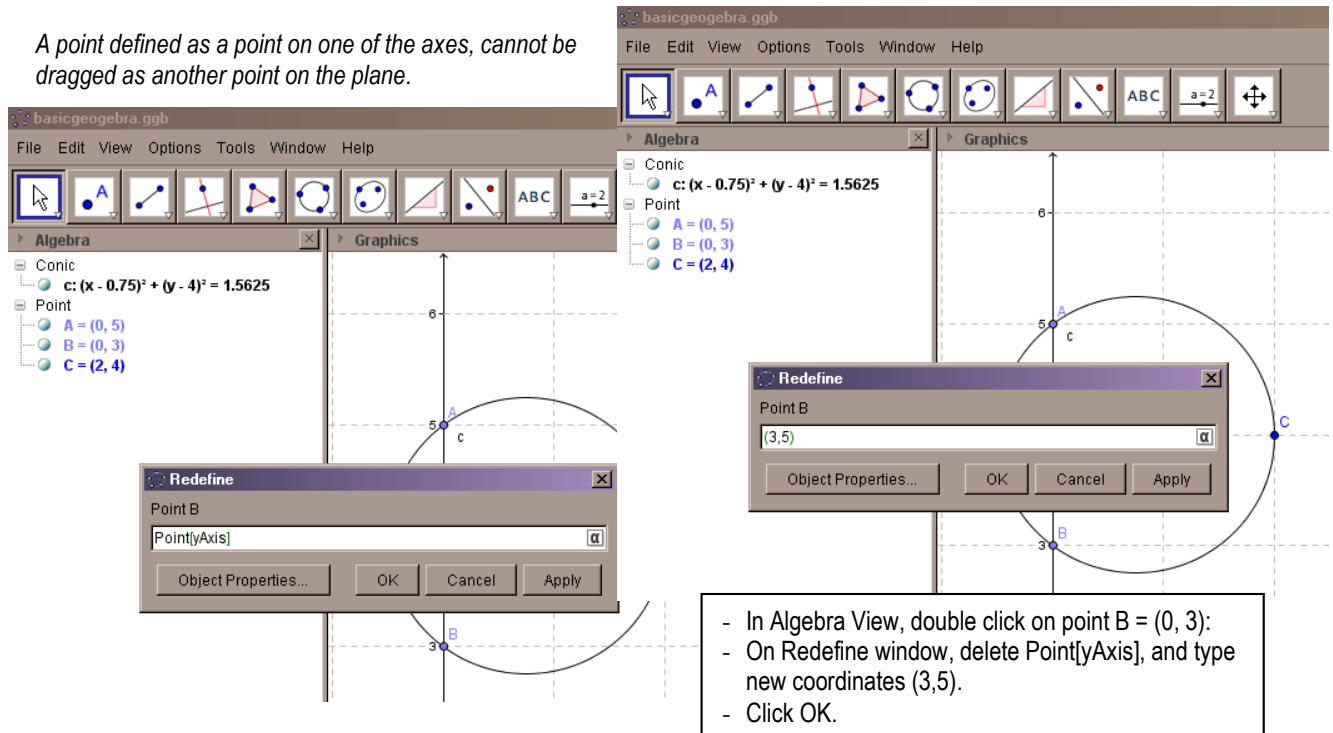 A point defined as a point on one of the axes, cannot be
dragged as another point on the plane.
basicgeogebra.ggb
File Edit View Options Tools Window Help
A
ABC
a=2
Algebra
Graphics
Conic
c: (x - 0.75)² + (y - 4)² = 1.5625
Point
A = (0, 5)
B = (0, 3)
C = (2, 4)
6
5
A
c
Redefine
Point B
Point[yAxis]
α
Object Properties...
OK
Cancel
Apply
3
B
basicgeogebra.ggb
File Edit View Options Tools Window Help
A
ABC
a=2
Algebra
Graphics
Conic
c: (x - 0.75)² + (y - 4)² = 1.5625
Point
A = (0, 5)
B = (0, 3)
C = (2, 4)
6
5
A
c
Redefine
Point B
(3,5)
α
Object Properties...
OK
Cancel
Apply
C
3
B
- In Algebra View, double click on point B = (0, 3):
- On Redefine window, delete Point[yAxis], and type
new coordinates (3,5).
- Click OK.